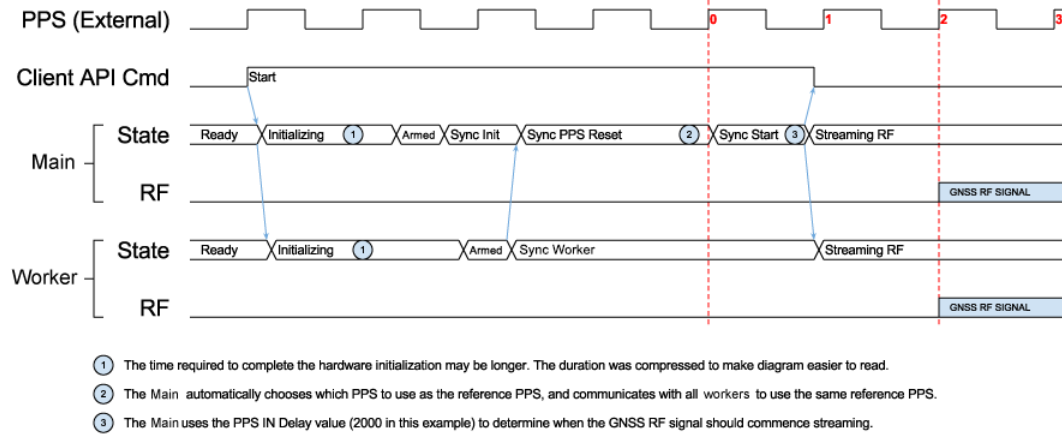 PPS (External)
0 1 2 3
Client API Cmd
Start
State Ready Initializing 1 Armed Sync Init Sync PPS Reset 2 Sync Start 3 Streaming RF
Main
RF GNSS RF SIGNAL
State Ready Initializing 1 Armed Sync Worker Streaming RF
Worker
RF GNSS RF SIGNAL
1 The time required to complete the hardware initialization may be longer. The duration was compressed to make diagram easier to read.
2 The Main automatically chooses which PPS to use as the reference PPS, and communicates with all workers to use the same reference PPS.
3 The Main uses the PPS IN Delay value (2000 in this example) to determine when the GNSS RF signal should commence streaming.